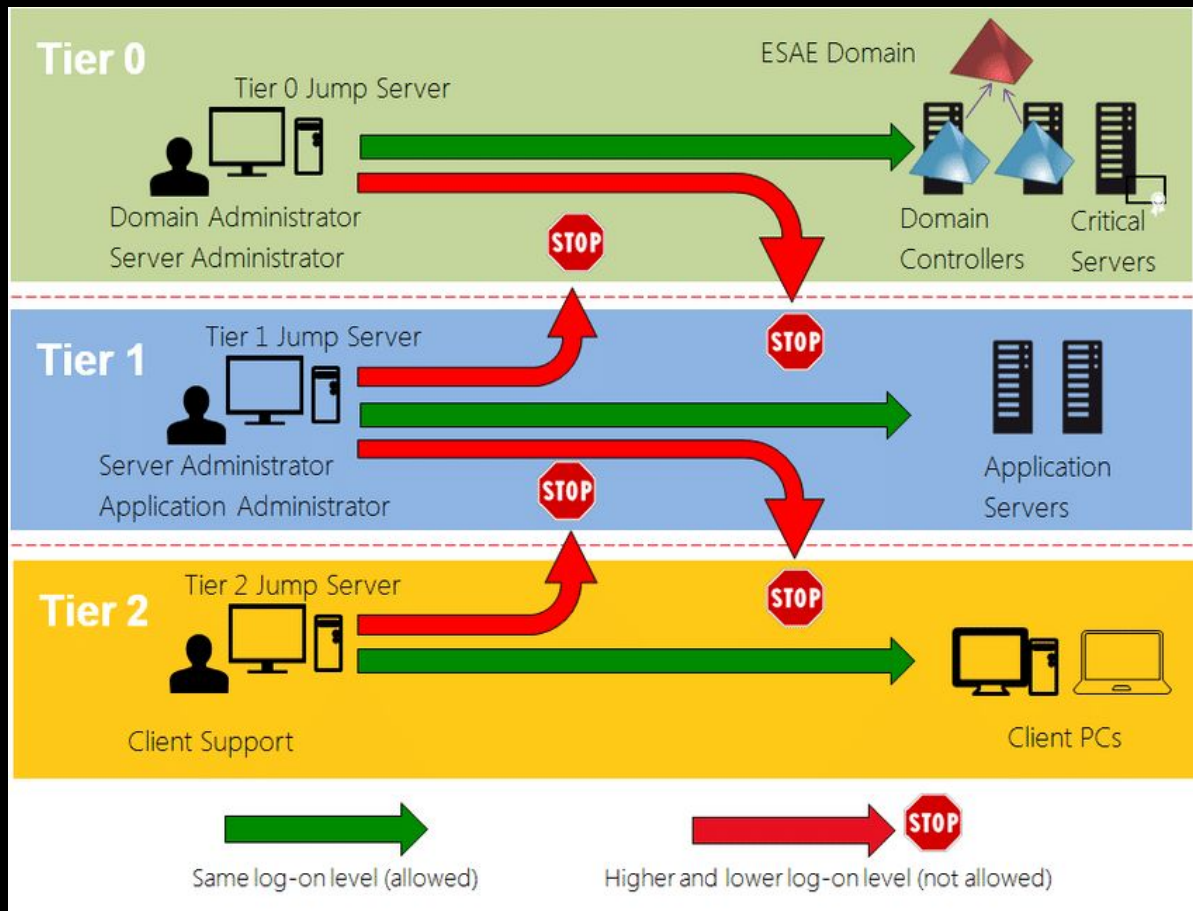 Tier 0
Tier 0 Jump Server
ESAE Domain
Domain Administrator
Server Administrator
STOP
Domain
Controllers
Critical
Servers
Tier 1
Tier 1 Jump Server
STOP
Server Administrator
Application Administrator
STOP
Application
Servers
Tier 2
Tier 2 Jump Server
STOP
Client Support
Client PCs
STOP
Same log-on level (allowed)
Higher and lower log-on level (not allowed)